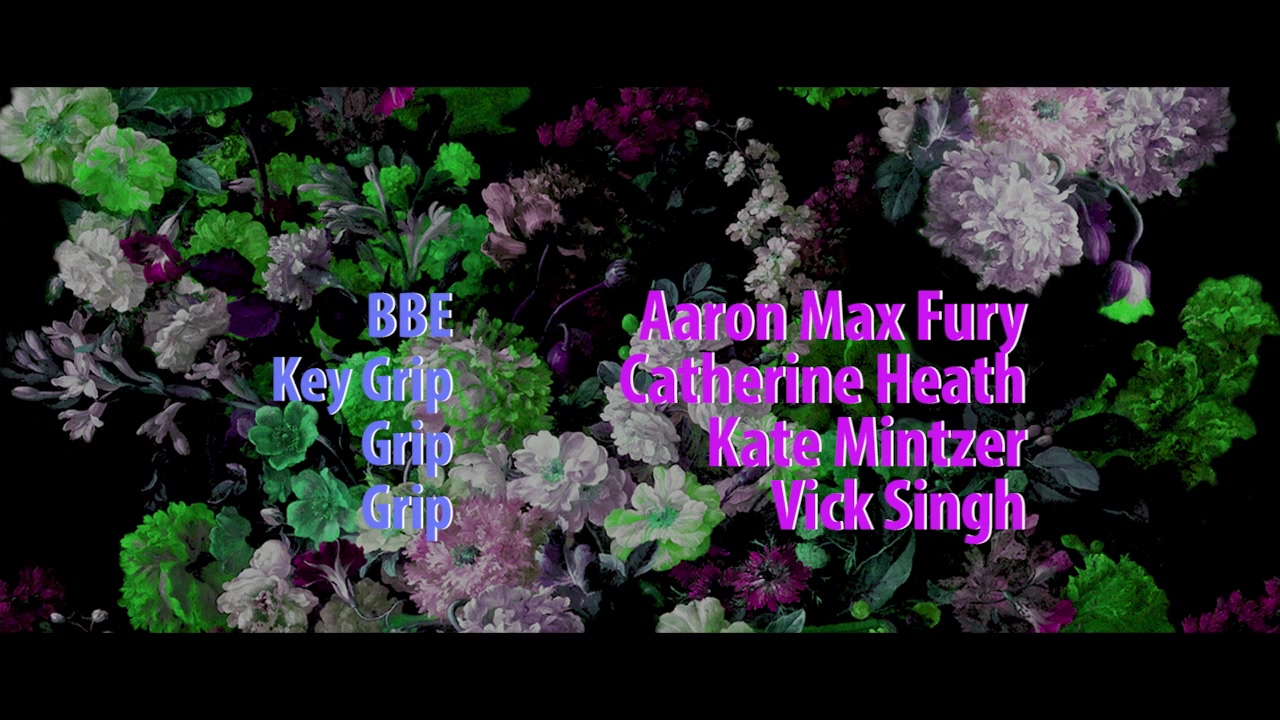 BBE Aaron Max Fury
Key Grip Catherine Heath
Grip Kate Mintzer
Grip Vick Singh